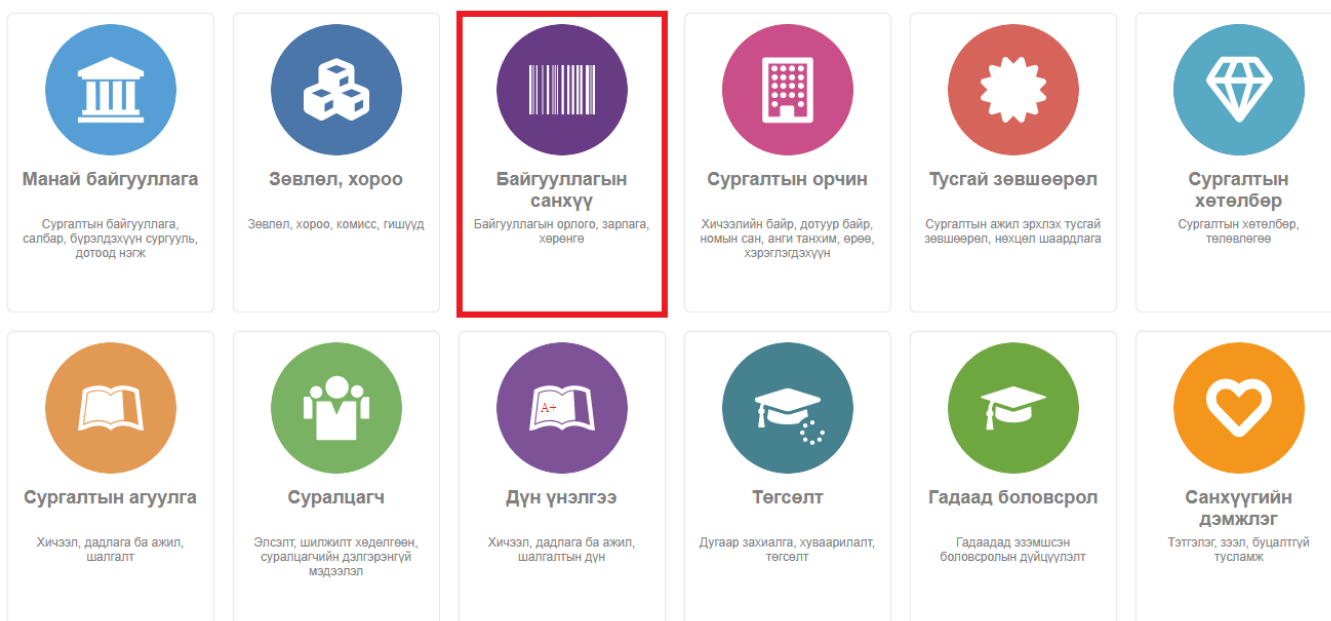 Манай байгууллага
Сургалтын байгууллага,
салбар, бүрэлдэхүүн сургууль,
дотоод нэгж
Зөвлөл, хороо
Зөвлөл, хороо, комисс, гишүүд
Байгууллагын
санхүү
Байгууллагын орлого, зарлага,
хөрөнгө
Сургалтын орчин
Хичээлийн байр, дотуур байр,
номын сан, анги танхим, өрөө,
хэрэглэгдэхүүн
Тусгай зөвшөөрөл
Сургалтын ажил эрхлэх тусгай
зөвшөөрөл, нөхцөл шаардлага
Сургалтын
хөтөлбөр
Сургалтын хөтөлбөр,
төлөвлөгөө
Сургалтын агуулга
Хичээл, дадлага ба ажил,
шалгалт
Суралцагч
Элсэлт, шилжилт хөдөлгөөн,
суралцагчийн дэлгэрэнгүй
мэдээлэл
A+
Дүн үнэлгээ
Хичээл, дадлага ба ажил,
шалгалтын дүн
Төгсөлт
Дугаар захиалга, хуваарилалт,
төгсөлт
Гадаад боловсрол
Гадаадад эзэмшсэн
боловсролын дүйцүүлэлт
Санхүүгийн
дэмжлэг
Тэтгэлэг, зээл, буцалтгүй
тусламж